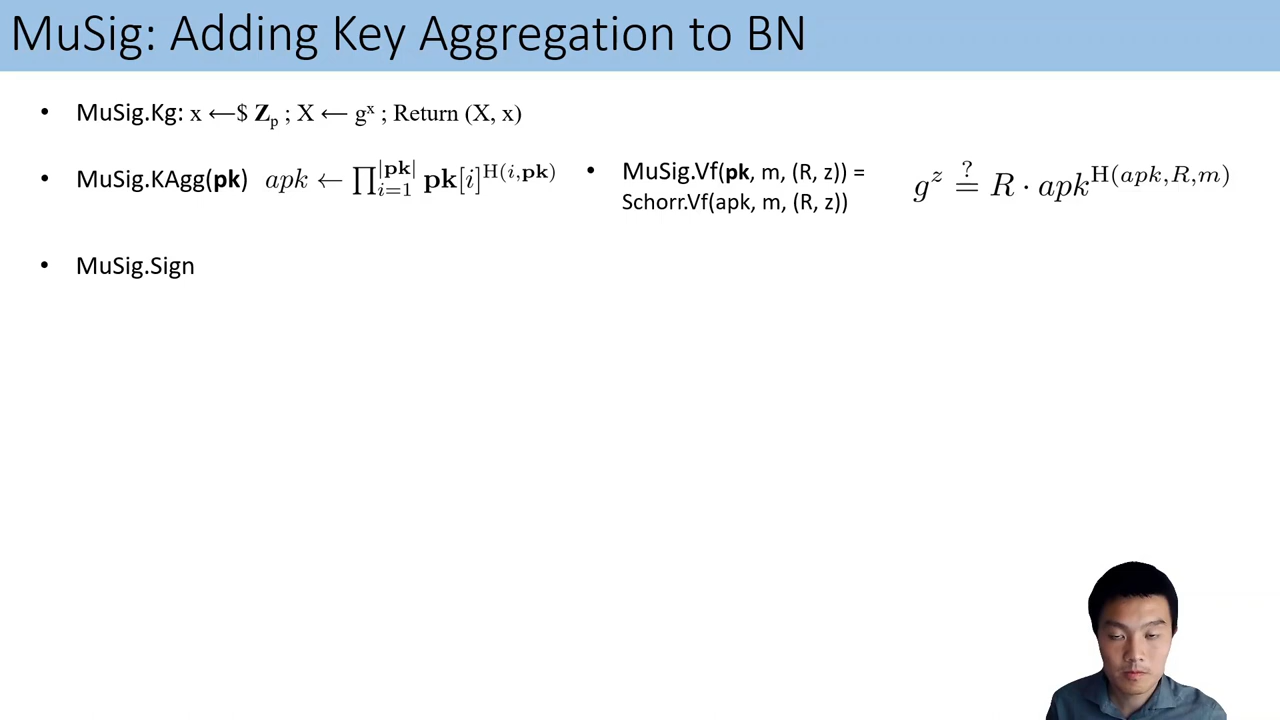 MuSig: Adding Key Aggregation to BN
• MuSig.Kg: x ⟵$ Z_p ; X ⟵ g^x ; Return (X, x)
• MuSig.KAgg(pk) apk ← ∏_{i=1}^{|pk|} pk[i]^{H(i,pk)}
• MuSig.Vf(pk, m, (R, z)) =
Schorr.Vf(apk, m, (R, z))
g^z ≟ R · apk^{H(apk,R,m)}
• MuSig.Sign